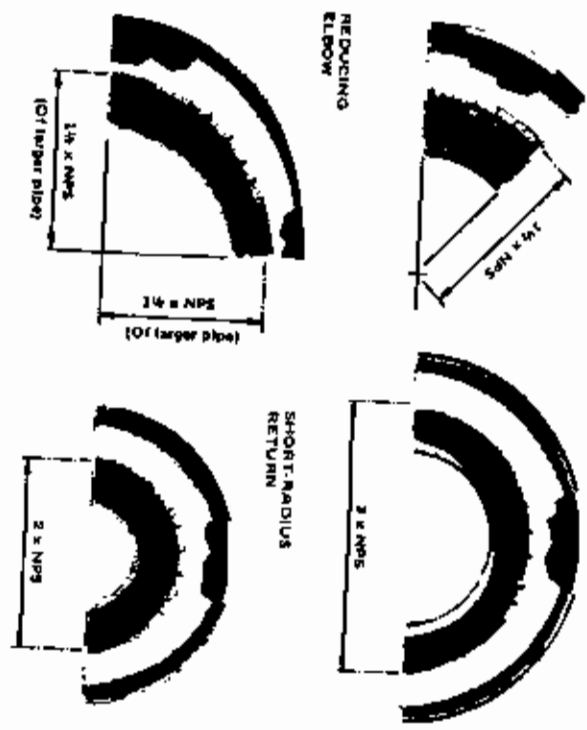 REDUCING
ELBOW
1½ x NPS
(Of larger pipe)
1½ x NPS
(Of larger pipe)
1½ x NPS
SHORT-RADIUS
RETURN
2 x NPS
3 x NPS